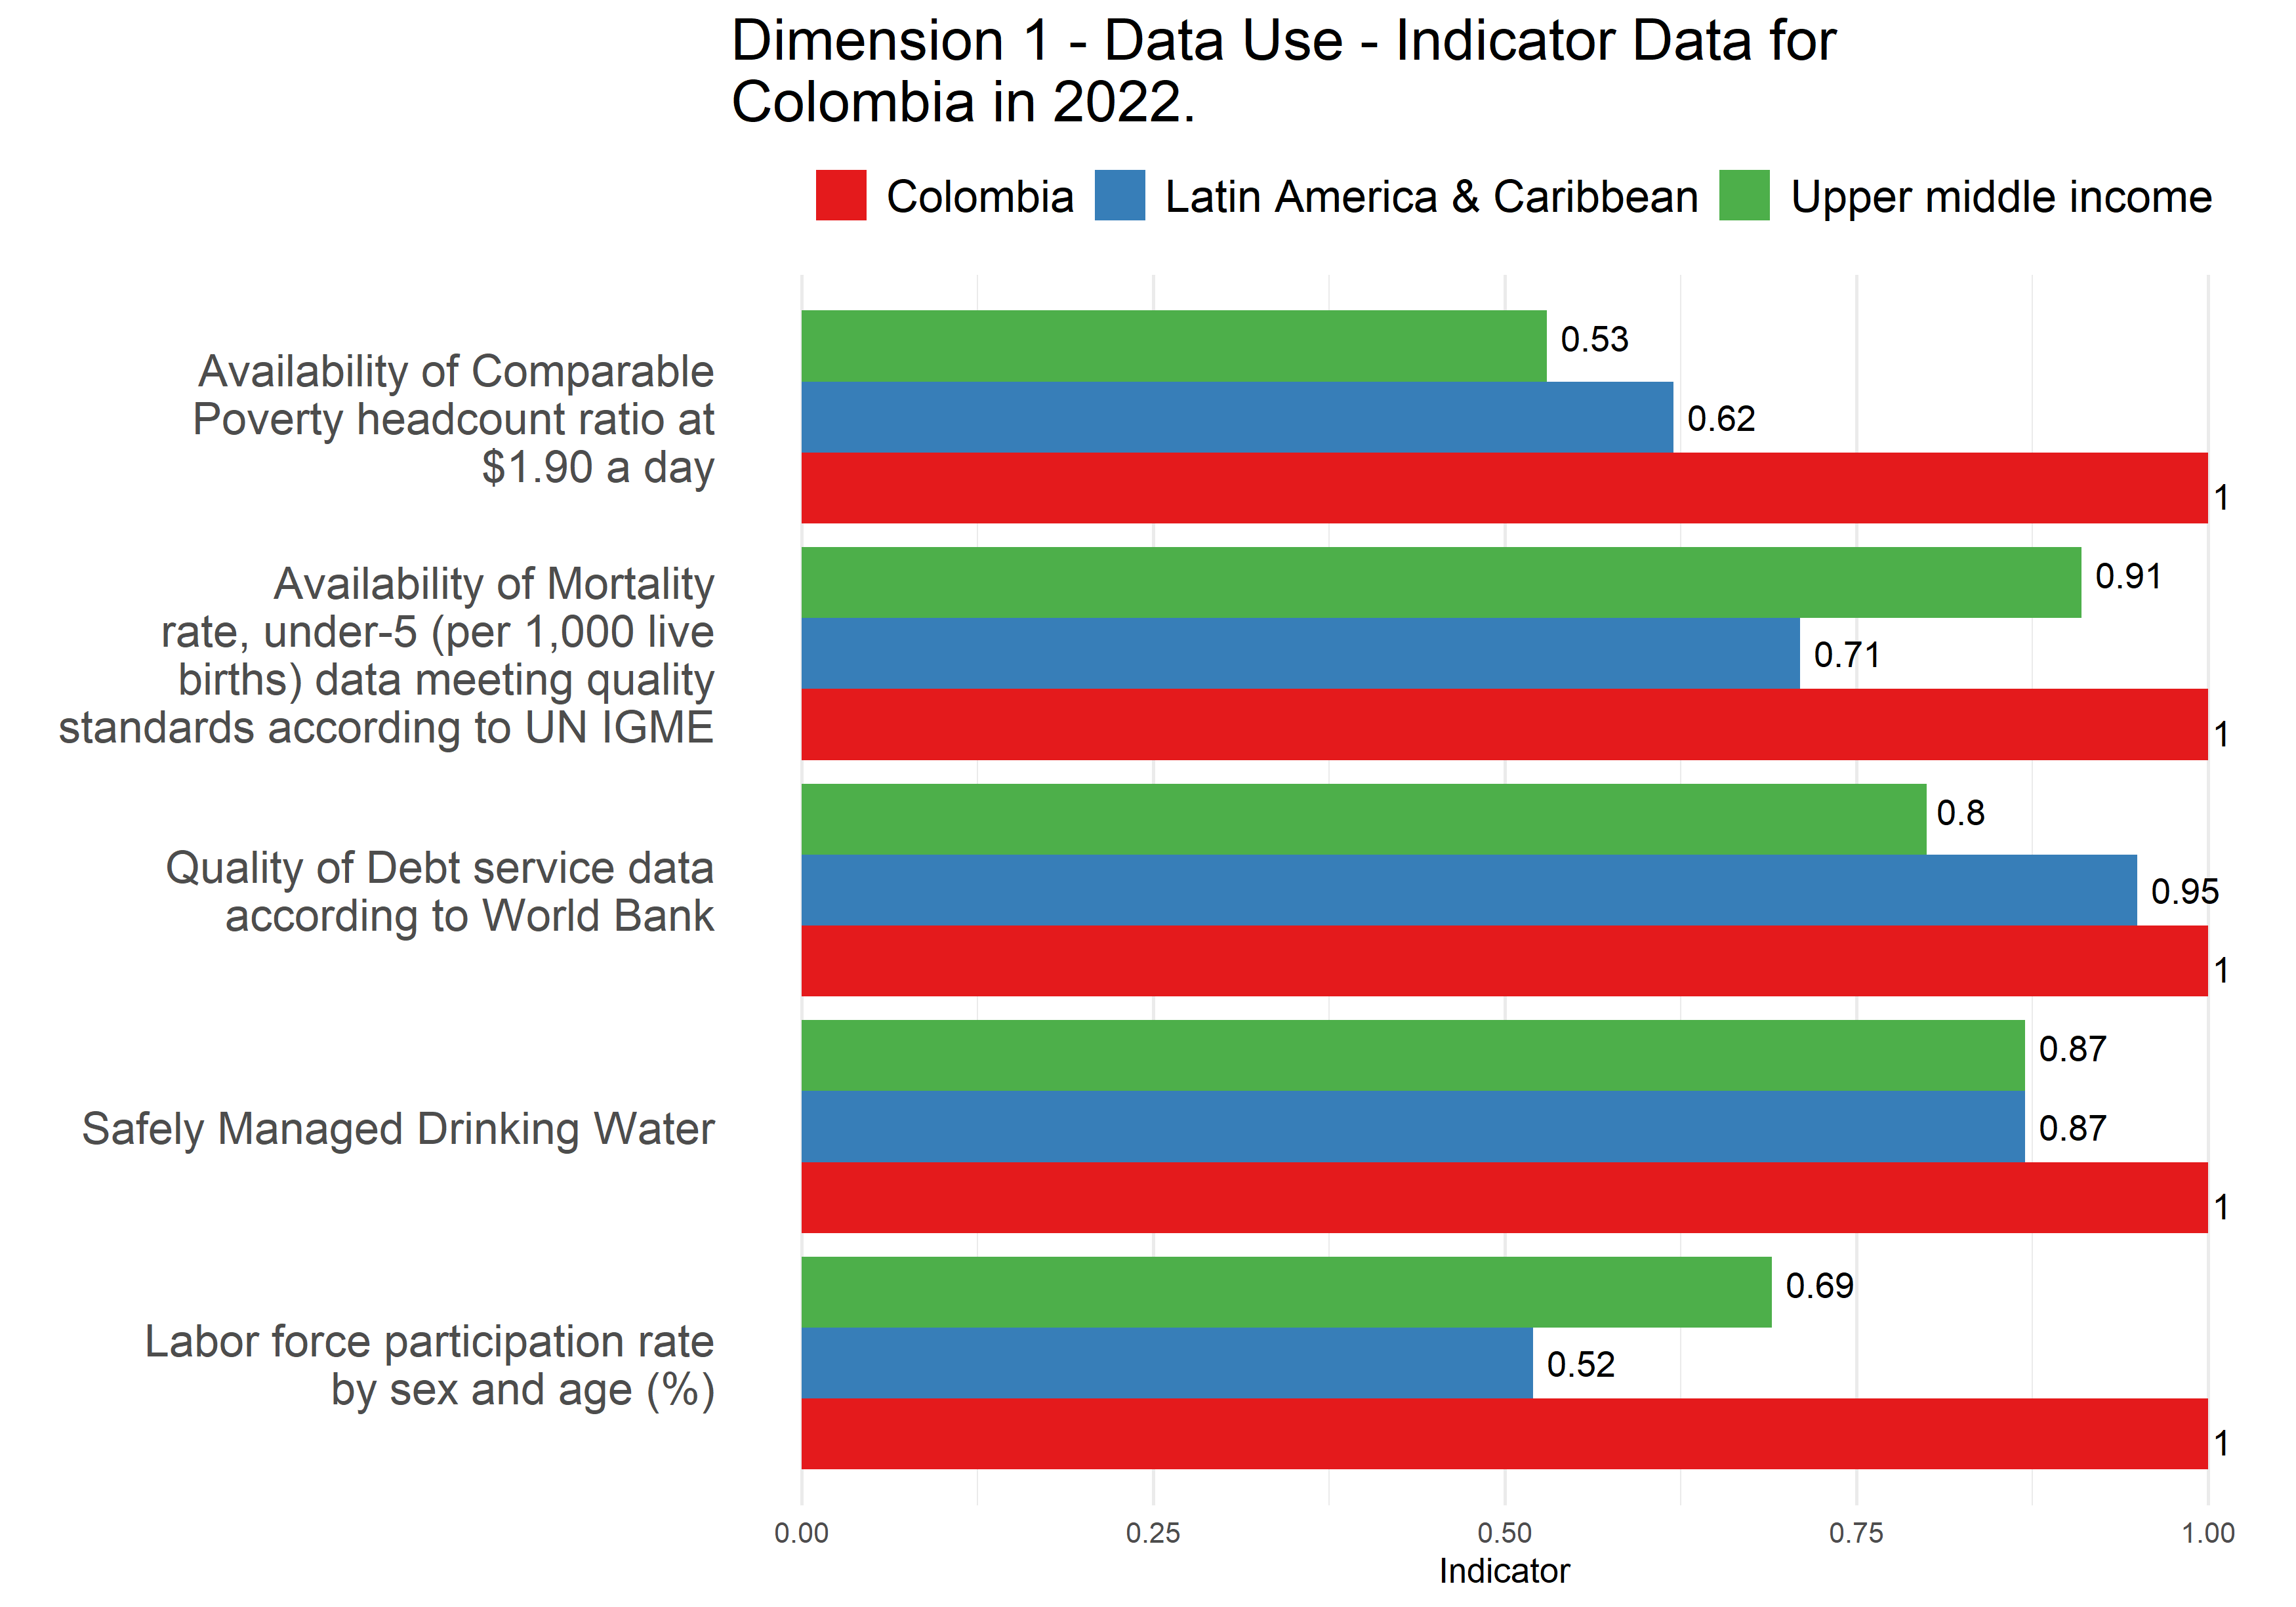 Dimension 1 - Data Use - Indicator Data for
Colombia in 2022.
Colombia
Latin America & Caribbean
Upper middle income
Availability of Comparable
Poverty headcount ratio at
$1.90 a day
0.53
0.62
1
Availability of Mortality
rate, under-5 (per 1,000 live
births) data meeting quality
standards according to UN IGME
0.91
0.71
1
Quality of Debt service data
according to World Bank
0.8
0.95
1
Safely Managed Drinking Water
0.87
0.87
1
Labor force participation rate
by sex and age (%)
0.69
0.52
1
0.00
0.25
0.50
0.75
1.00
Indicator